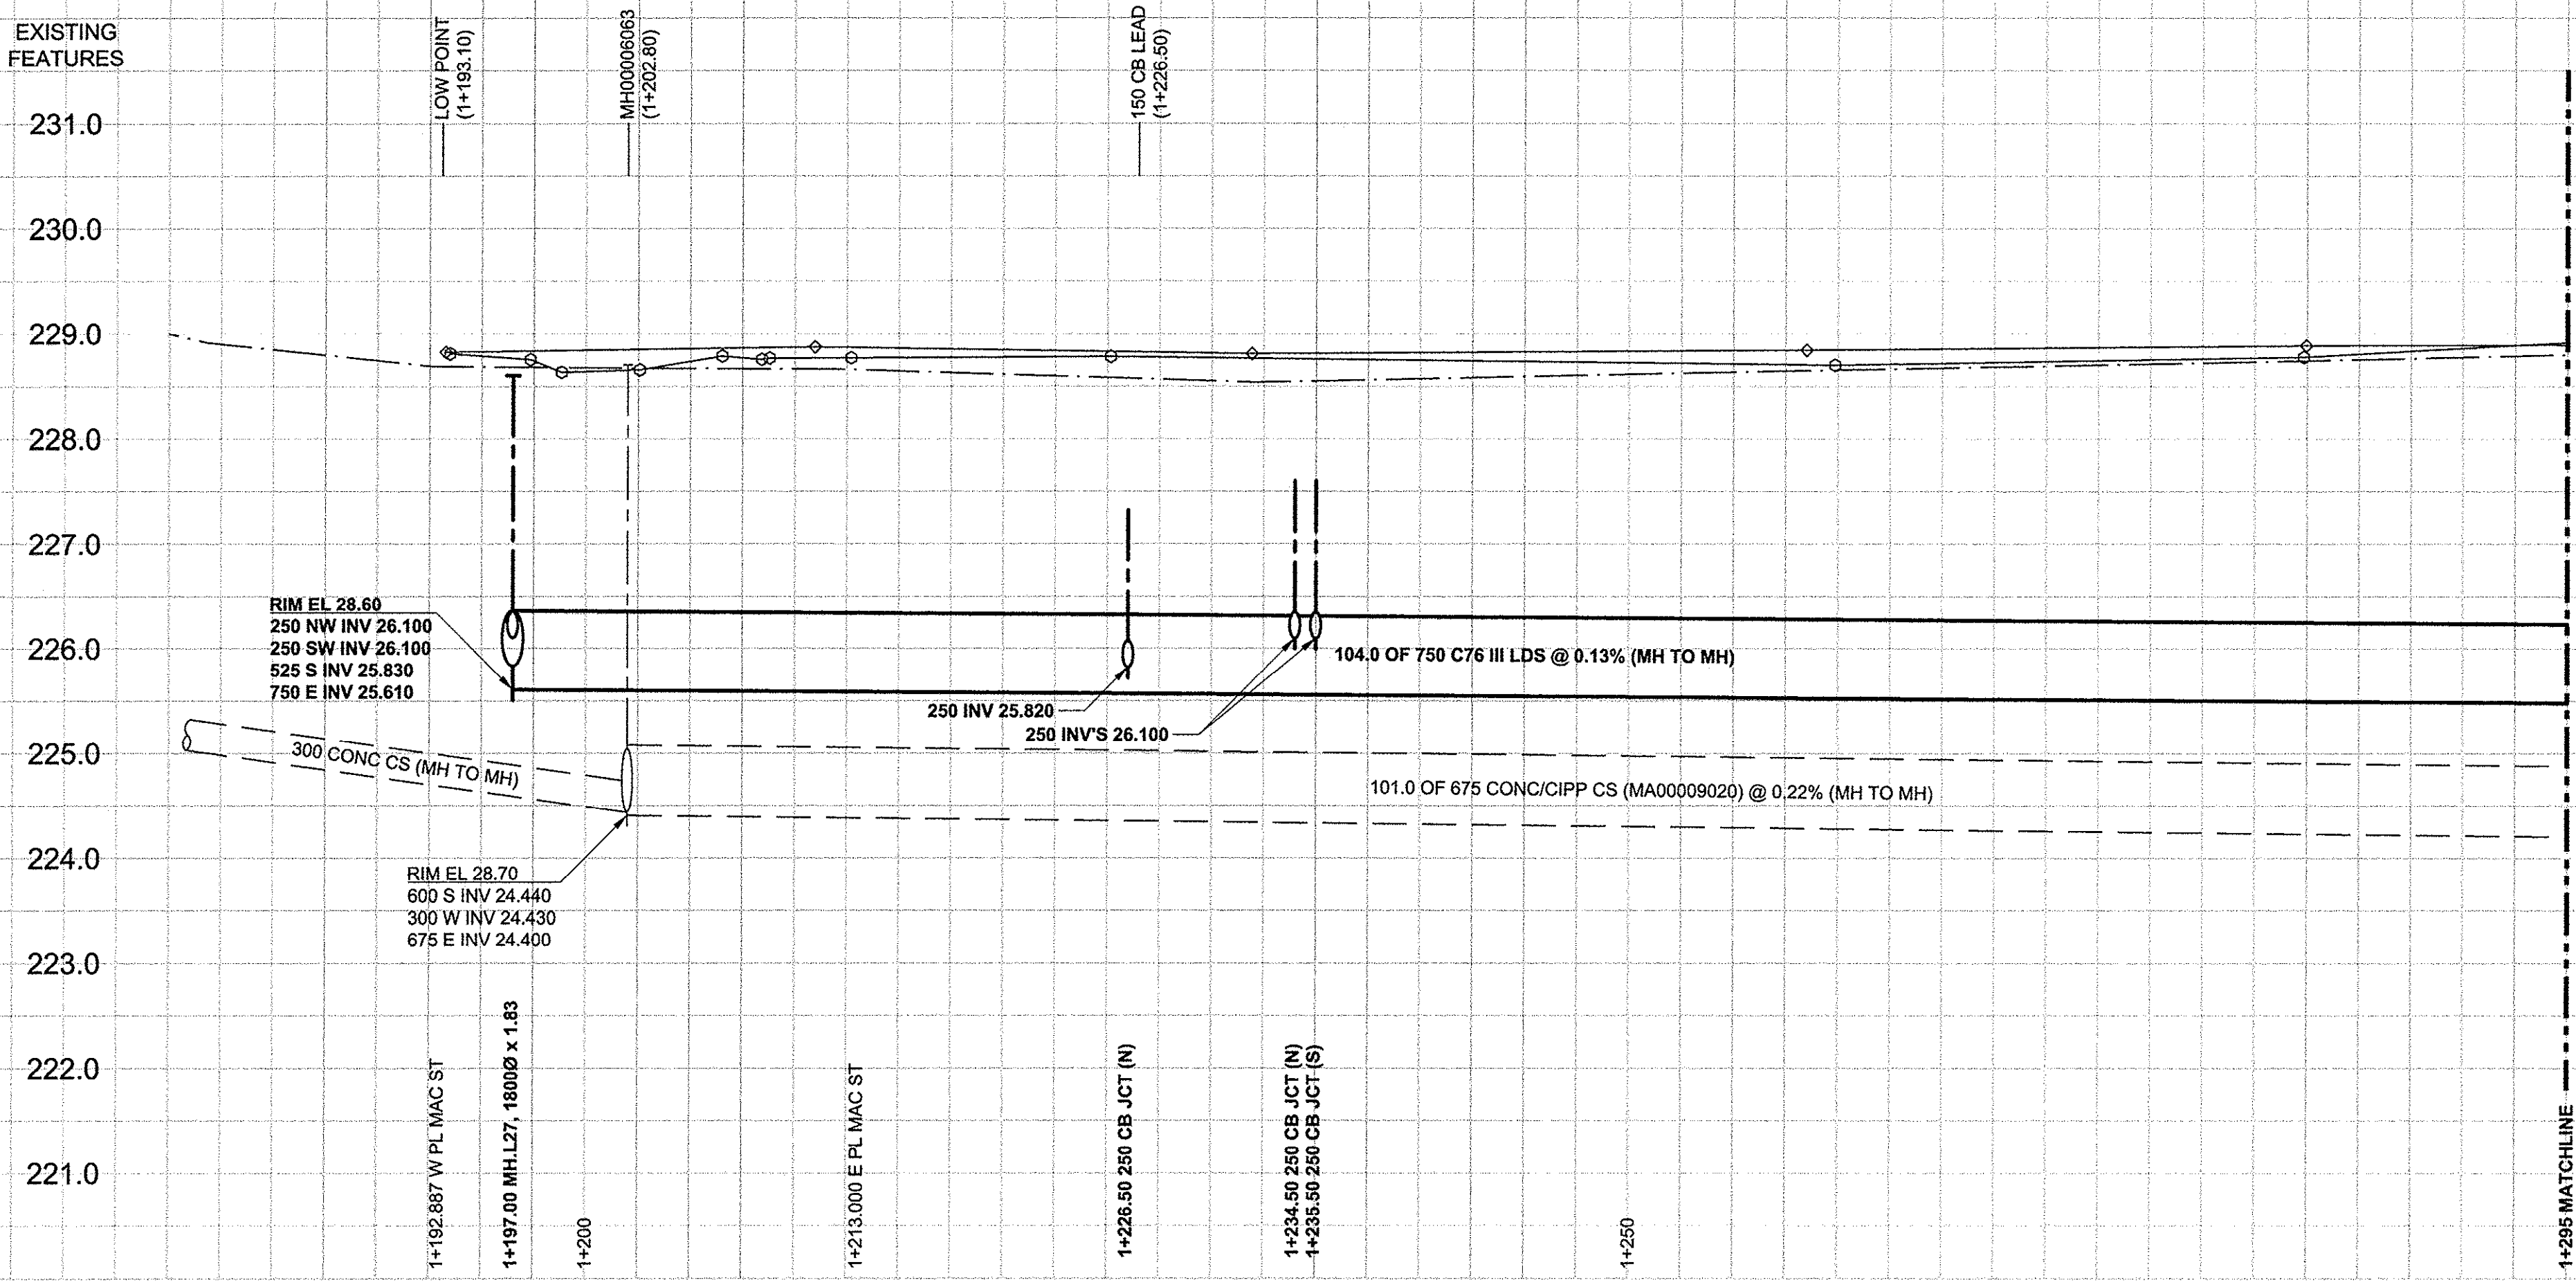 EXISTING
FEATURES
LOW POINT
(1+193.10)
MH00006063
(1+202.80)
150 CB LEAD
(1+226.50)
231.0
230.0
229.0
228.0
227.0
226.0
225.0
224.0
223.0
222.0
221.0
RIM EL 28.60
250 NW INV 26.100
250 SW INV 26.100
525 S INV 25.830
750 E INV 25.610
104.0 OF 750 C76 III LDS @ 0.13% (MH TO MH)
250 INV 25.820
250 INV'S 26.100
300 CONC CS (MH TO MH)
101.0 OF 675 CONC/CIPP CS (MA00009020) @ 0.22% (MH TO MH)
RIM EL 28.70
600 S INV 24.440
300 W INV 24.430
675 E INV 24.400
1+192.887 W PL MAC ST
1+197.00 MH.L27, 1800Ø x 1.83
1+200
1+213.000 E PL MAC ST
1+226.50 250 CB JCT (N)
1+234.50 250 CB JCT (N)
1+235.50 250 CB JCT (S)
1+250
1+295 MATCHLINE